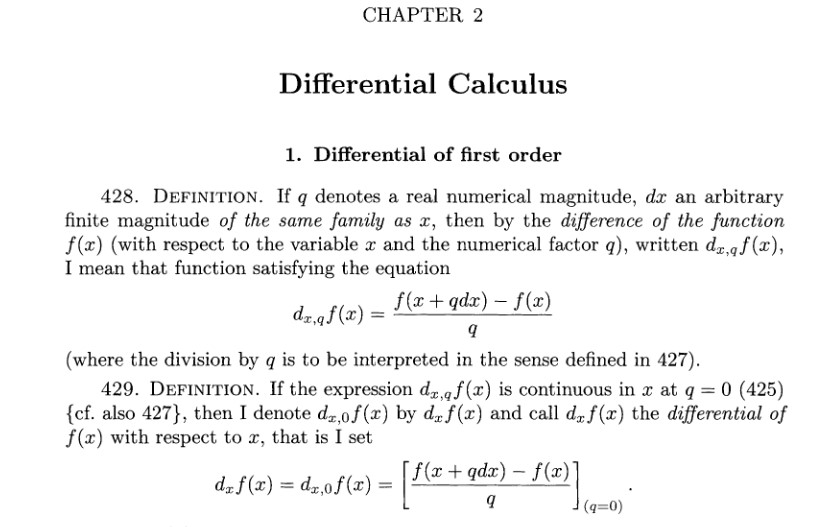 CHAPTER 2
Differential Calculus
1. Differential of first order
428. DEFINITION. If q denotes a real numerical magnitude, dx an arbitrary
finite magnitude of the same family as x, then by the difference of the function
f(x) (with respect to the variable x and the numerical factor q), written d_{x,q}f(x),
I mean that function satisfying the equation
d_{x,q}f(x) = \frac{f(x + qdx) − f(x)}{q}
(where the division by q is to be interpreted in the sense defined in 427).
429. DEFINITION. If the expression d_{x,q}f(x) is continuous in x at q = 0 (425)
{cf. also 427}, then I denote d_{x,0}f(x) by d_xf(x) and call d_xf(x) the differential of
f(x) with respect to x, that is I set
d_xf(x) = d_{x,0}f(x) = \left[\frac{f(x + qdx) − f(x)}{q}\right]_{(q=0)}.